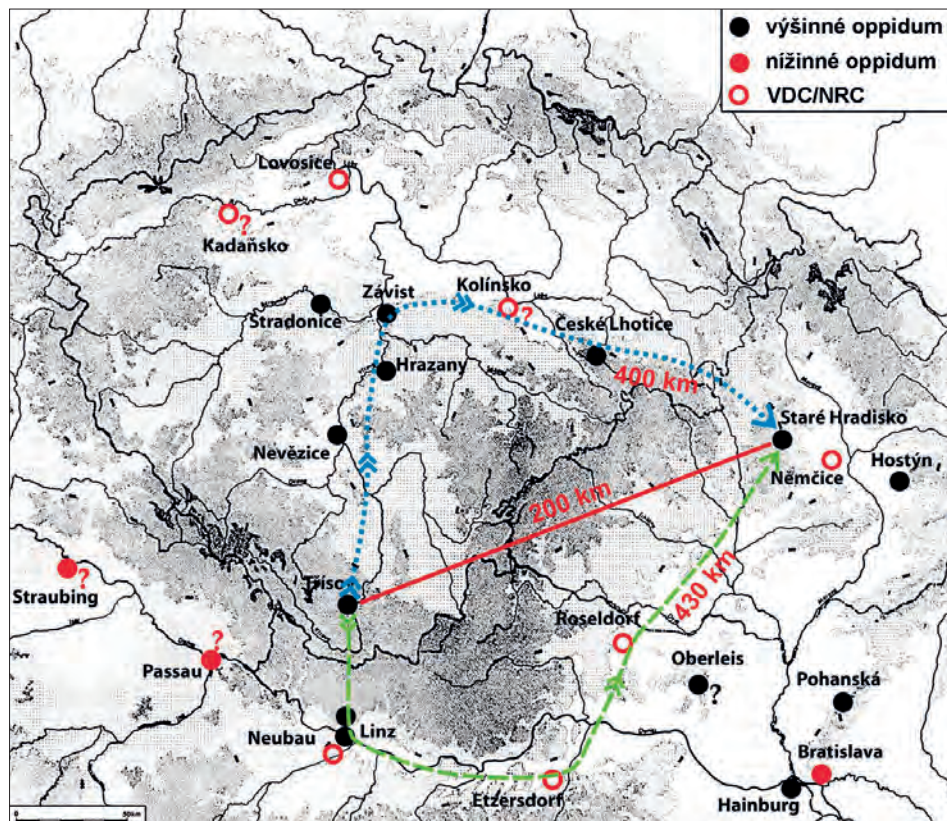 výšinné oppidum
nížinné oppidum
VDC/NRC
Lovosice
?
Kadaňsko
Závist
Kolínsko
?
Stradonice
České Lhotice
Hrazany
400 km
Staré Hradisko
Nevězice
Němčice
Hostýn
200 km
?
Straubing
Třísov
430 km
Roseldorf
?
Passau
Oberleis
?
Pohanská
Neubau
Linz
Bratislava
Etzersdorf
Hainburg
50km